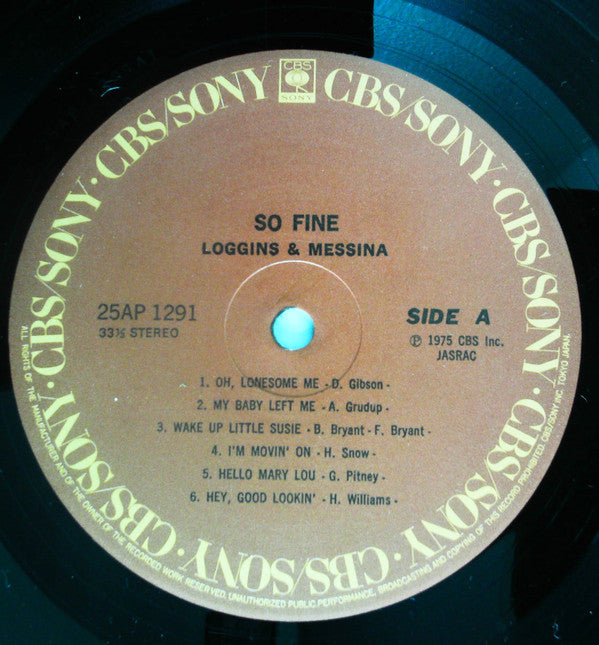 CBS
SONY
CBS/SONY · CBS/SONY · CBS/SONY · CBS/SONY · CBS/SONY · CBS/SONY · CBS/SONY · CBS/SONY
SO FINE
LOGGINS & MESSINA
25AP 1291
33⅓ STEREO
SIDE A
Ⓟ 1975 CBS Inc.
JASRAC
1. OH, LONESOME ME - D. Gibson -
2. MY BABY LEFT ME - A. Grudup -
3. WAKE UP LITTLE SUSIE - B. Bryant - F. Bryant -
4. I'M MOVIN' ON - H. Snow -
5. HELLO MARY LOU - G. Pitney -
6. HEY, GOOD LOOKIN' - H. Williams -
ALL RIGHTS OF THE MANUFACTURER AND OF THE OWNER OF THE RECORDED WORK RESERVED. UNAUTHORIZED PUBLIC PERFORMANCE, BROADCASTING AND COPYING OF THIS RECORD PROHIBITED. CBS/SONY INC. TOKYO JAPAN.